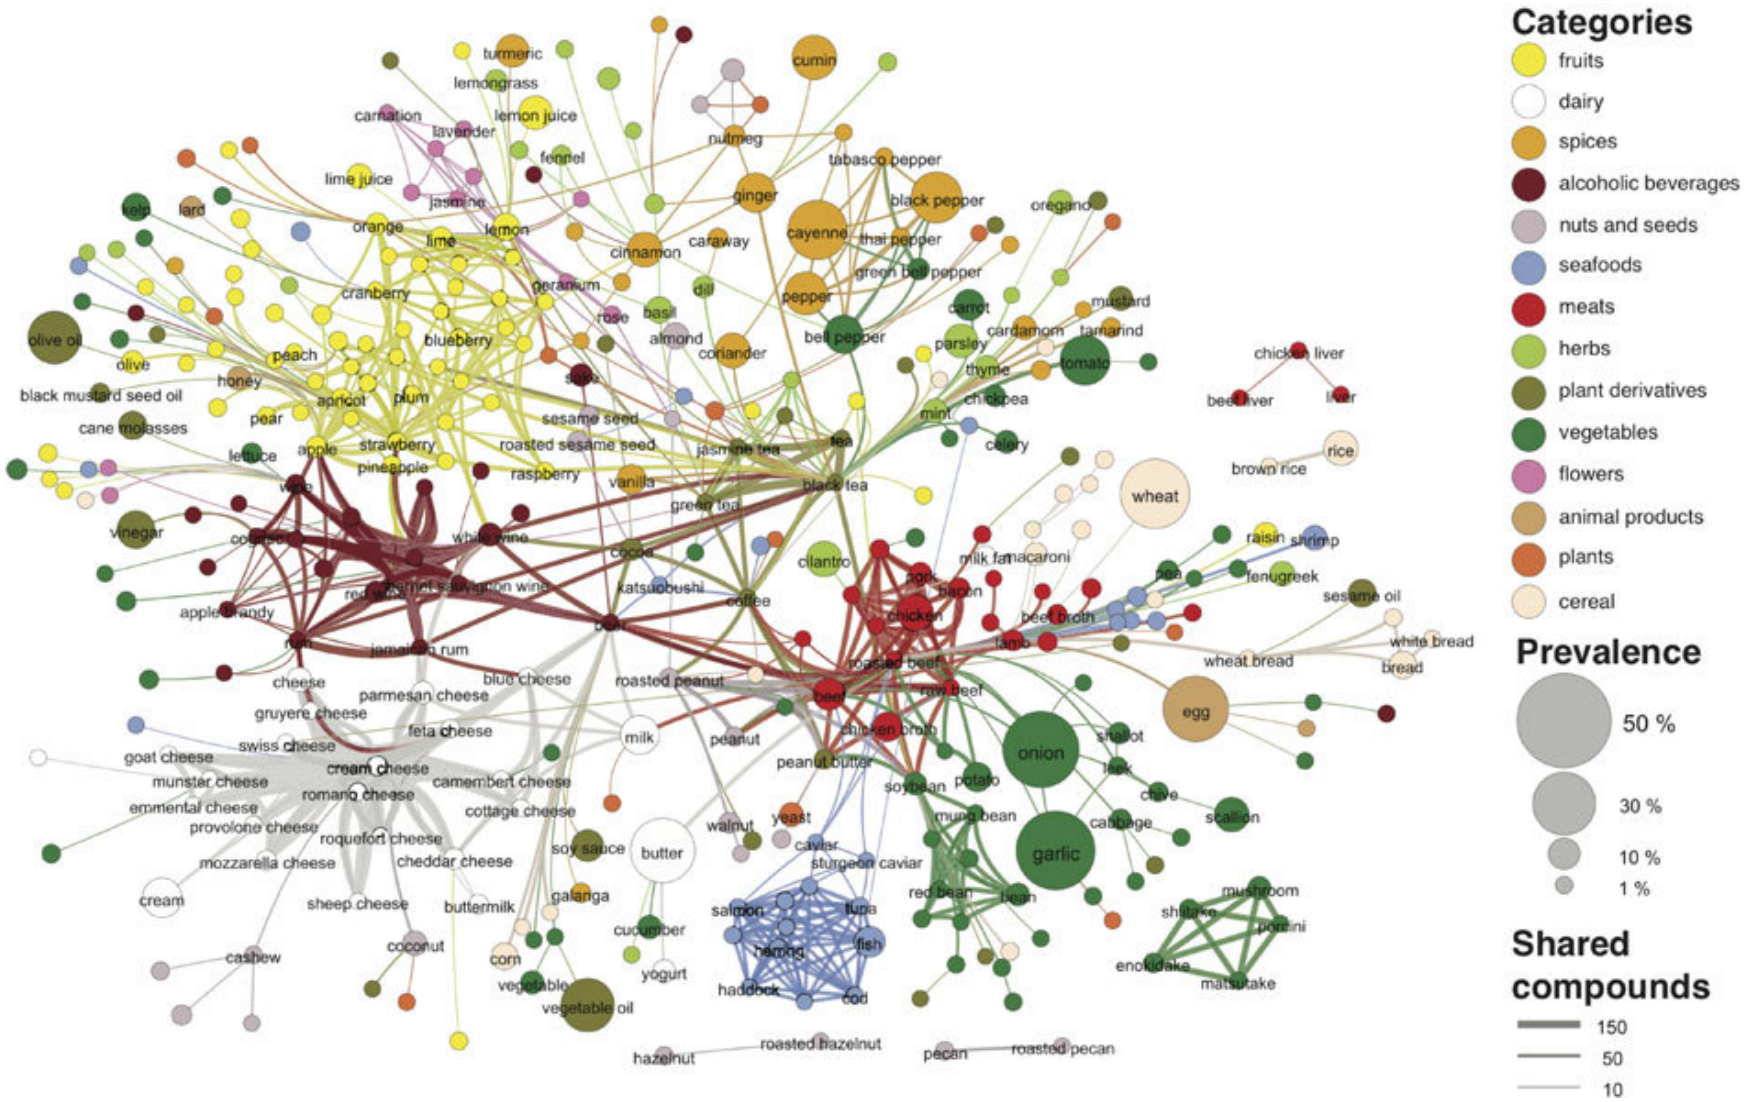 turmeric
cumin
lemongrass
carnation
lemon juice
lavender
nutmeg
fennel
tabasco pepper
lime juice
ginger
black pepper
jasmine
kelp
lard
oregano
orange
lime
lemon
cayenne
thai pepper
caraway
cinnamon
green bell pepper
geranium
dill
cranberry
pepper
mustard
carrot
rose
basil
olive oil
blueberry
almond
bell pepper
cardamom
tamarind
parsley
peach
coriander
chicken liver
olive
thyme
tomato
honey
sake
black mustard seed oil
apricot
plum
beef liver
liver
chickpea
pear
sesame seed
mint
cane molasses
apple
strawberry
roasted sesame seed
jasmine tea
tea
celery
rice
lettuce
pineapple
raspberry
brown rice
wine
vanilla
black tea
wheat
green tea
vinegar
cognac
white wine
raisin
shrimp
cocoa
cilantro
milk fat
macaroni
pork
pea
fenugreek
red wine
cabernet sauvignon wine
katsuobushi
coffee
bacon
sesame oil
apple brandy
chicken
beef broth
beer
rum
jamaican rum
lamb
white bread
roasted beef
wheat bread
bread
cheese
blue cheese
roasted peanut
parmesan cheese
beef
raw beef
gruyere cheese
egg
feta cheese
chicken broth
swiss cheese
milk
peanut
shallot
goat cheese
cream cheese
onion
peanut butter
leek
munster cheese
camembert cheese
potato
soybean
romano cheese
chive
emmental cheese
cottage cheese
mung bean
scallion
provolone cheese
walnut
yeast
cabbage
roquefort cheese
caviar
soy sauce
butter
garlic
mozzarella cheese
cheddar cheese
sturgeon caviar
red bean
mushroom
cream
sheep cheese
galanga
bean
buttermilk
salmon
tuna
shiitake
cucumber
porcini
coconut
fish
herring
cashew
corn
enokidake
yogurt
vegetable
haddock
cod
matsutake
vegetable oil
roasted hazelnut
hazelnut
pecan
roasted pecan
Categories
fruits
dairy
spices
alcoholic beverages
nuts and seeds
seafoods
meats
herbs
plant derivatives
vegetables
flowers
animal products
plants
cereal
Prevalence
50 %
30 %
10 %
1 %
Shared
compounds
150
50
10